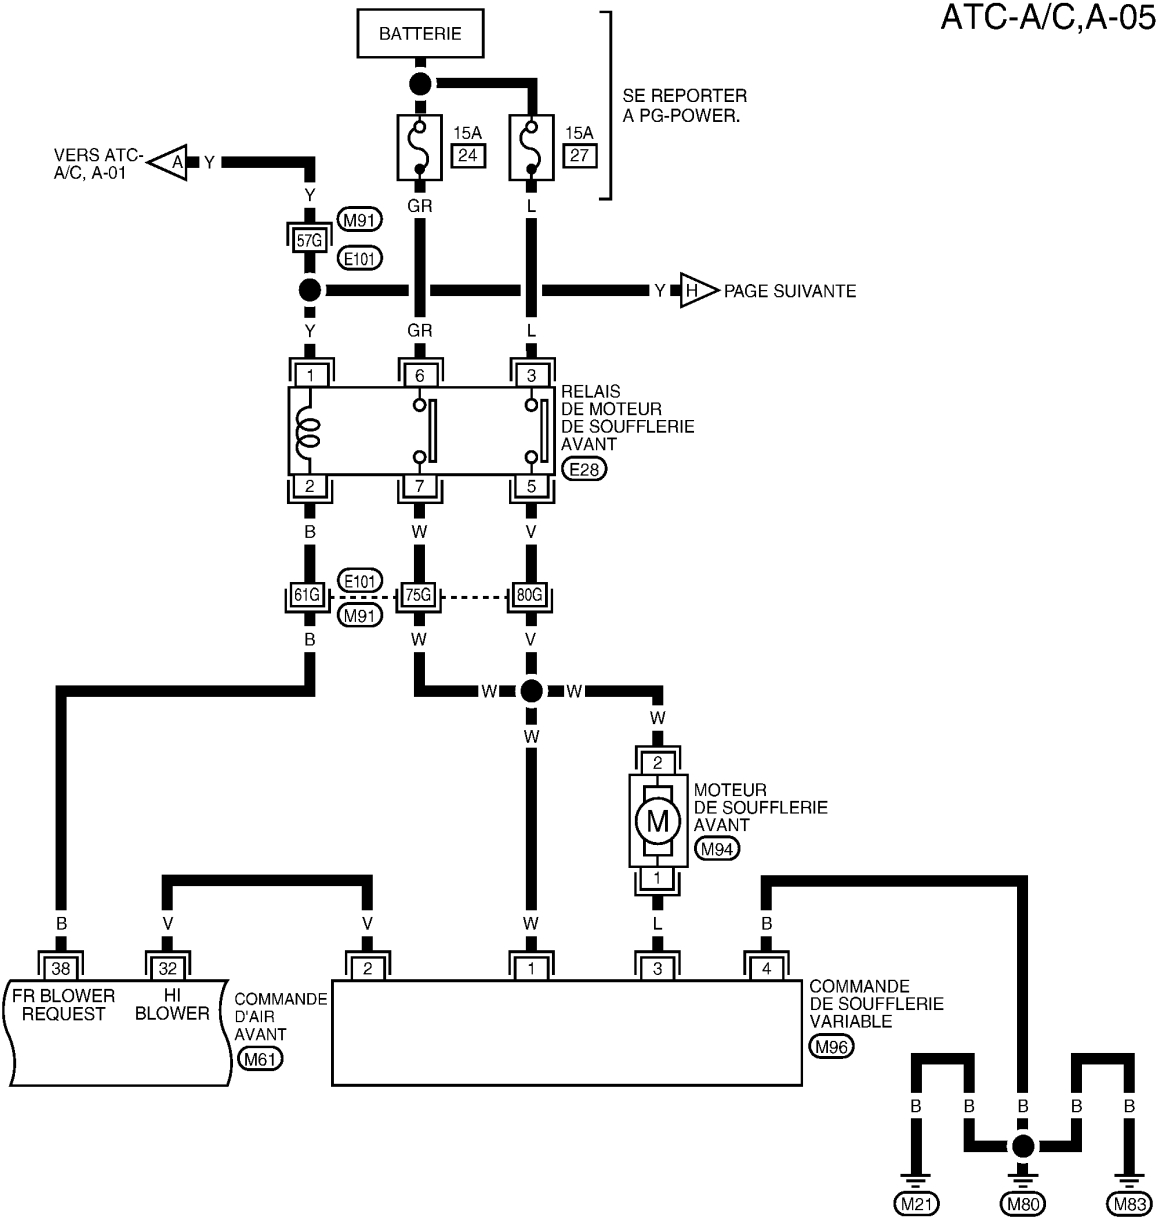 ATC-A/C,A-05
BATTERIE
SE REPORTER
A PG-POWER.
15A
24
15A
27
VERS ATC-
A/C, A-01
A
Y
Y
GR
L
M91
57G
E101
Y
H
PAGE SUIVANTE
Y
GR
L
1
6
3
RELAIS
DE MOTEUR
DE SOUFFLERIE
AVANT
E28
2
7
5
B
W
V
61G
E101
M91
75G
80G
B
W
V
W
W
W
W
2
MOTEUR
DE SOUFFLERIE
AVANT
M94
M
1
B
V
V
W
L
B
38
32
2
1
3
4
FR BLOWER
REQUEST
HI
BLOWER
COMMANDE
D'AIR
AVANT
M61
COMMANDE
DE SOUFFLERIE
VARIABLE
M96
B
B
B
B
B
M21
M80
M83